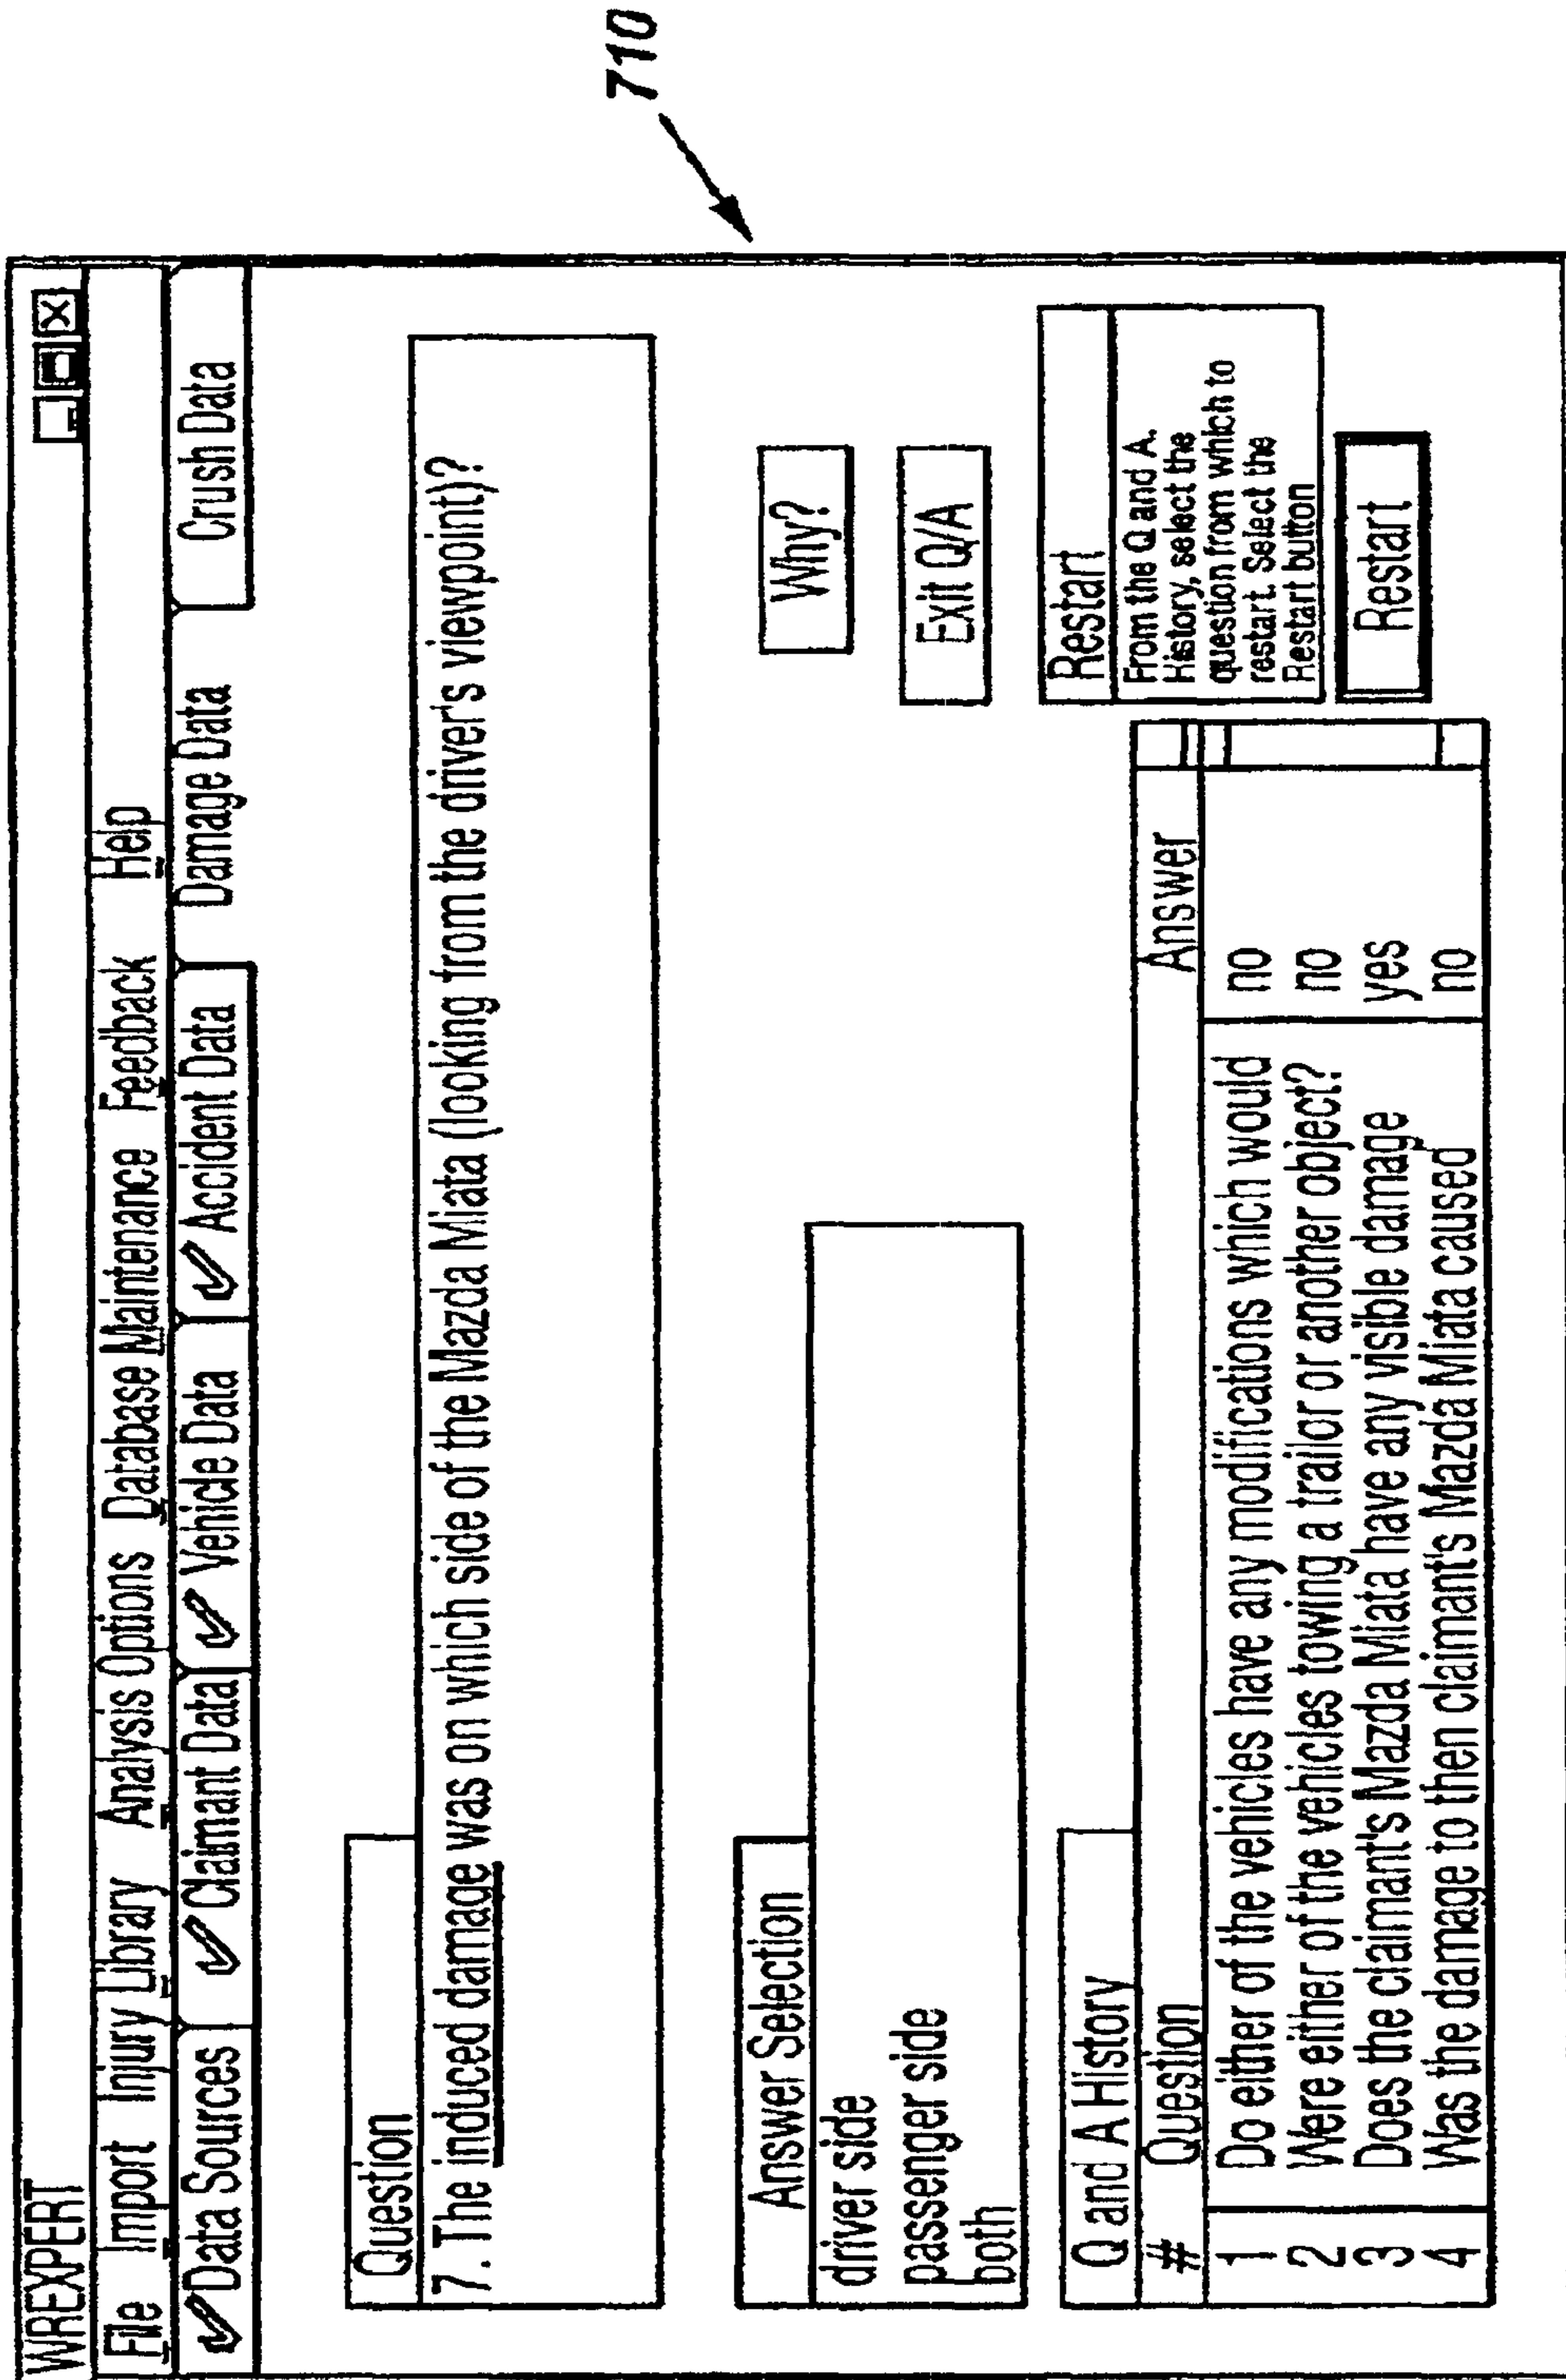 710
WREXPERT
File Import Injury Library Analysis Options Database Maintenance Feedback Help
Data Sources Claimant Data Vehicle Data Accident Data Damage Data Crush Data
Question
7. The induced damage was on which side of the Mazda Miata (looking from the driver's viewpoint)?
Answer Selection
driver side
passenger side
both
Why?
Exit Q/A
Restart
From the Q and A.
History, select the
question from which to
restart. Select the
Restart button
Restart
Q and A History
# Question Answer
1 Do either of the vehicles have any modifications which would no
2 Were either of the vehicles towing a trailor or another object? no
3 Does the claimant's Mazda Miata have any visible damage yes
4 Was the damage to then claimant's Mazda Miata caused no